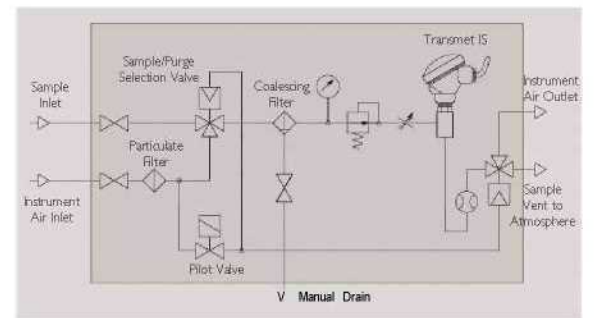 Transmet IS
Sample/Purge
Selection Valve
Coalescing
Filter
Sample
Inlet
Instrument
Air Outlet
Particulate
Filter
Instrument
Air Inlet
Sample
Vent to
Atmosphere
Pilot Valve
V Manual Drain